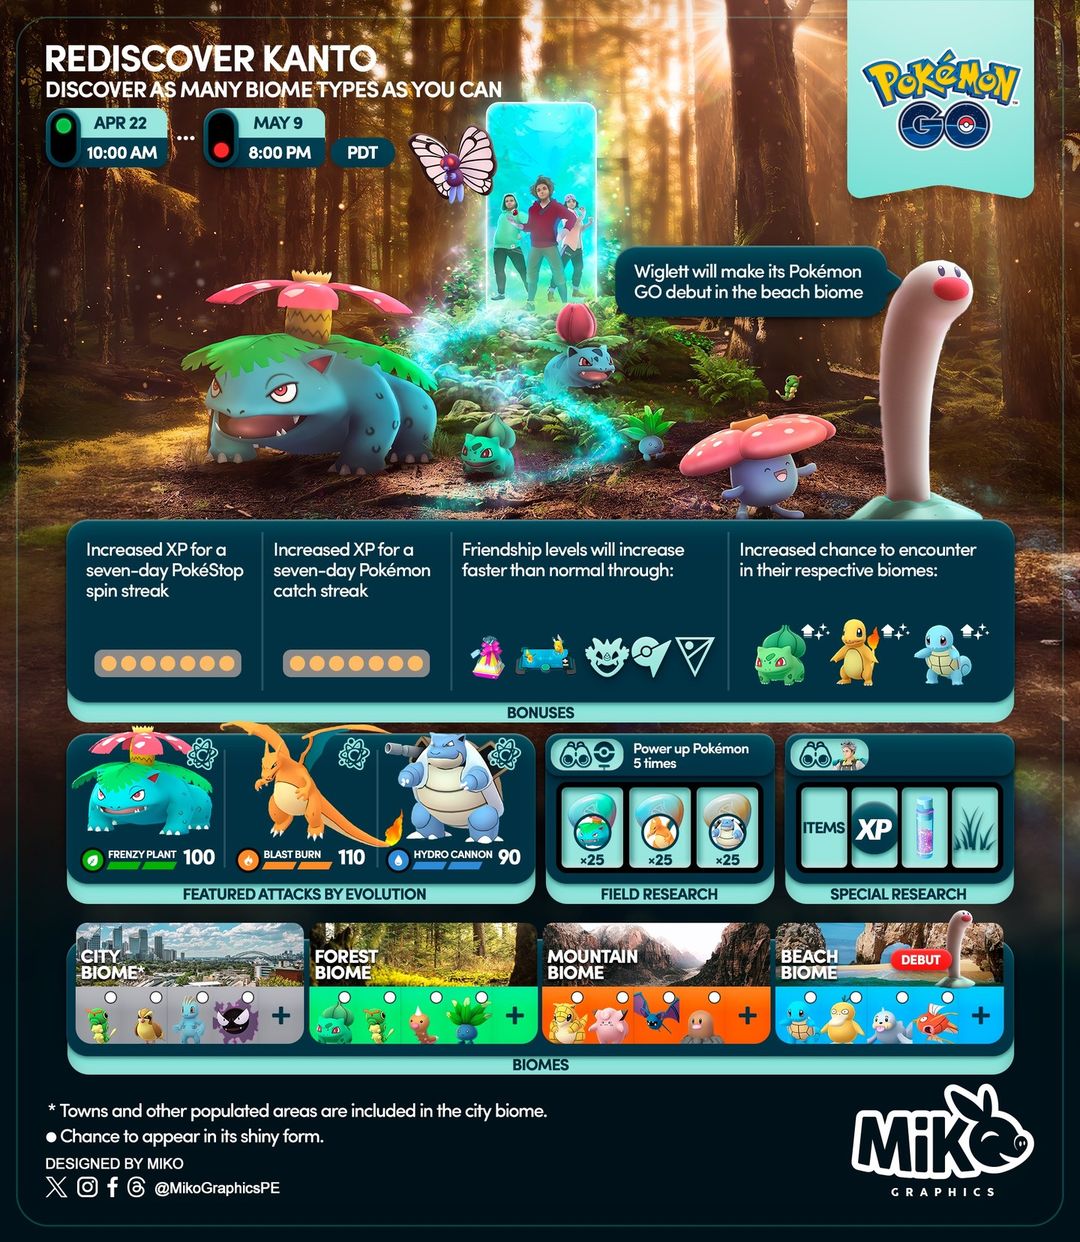 REDISCOVER KANTO
DISCOVER AS MANY BIOME TYPES AS YOU CAN
APR 22
10:00 AM
...
MAY 9
8:00 PM
PDT
POKÉMON
GO
Wiglett will make its Pokémon
GO debut in the beach biome
Increased XP for a
seven-day PokéStop
spin streak
Increased XP for a
seven-day Pokémon
catch streak
Friendship levels will increase
faster than normal through:
Increased chance to encounter
in their respective biomes:
BONUSES
FRENZY PLANT 100
BLAST BURN 110
HYDRO CANNON 90
FEATURED ATTACKS BY EVOLUTION
Power up Pokémon
5 times
×25
×25
×25
FIELD RESEARCH
ITEMS
XP
SPECIAL RESEARCH
CITY
BIOME*
+
FOREST
BIOME
+
MOUNTAIN
BIOME
+
BEACH
BIOME
DEBUT
+
BIOMES
* Towns and other populated areas are included in the city biome.
Chance to appear in its shiny form.
DESIGNED BY MIKO
@MikoGraphicsPE
MiKO
GRAPHICS